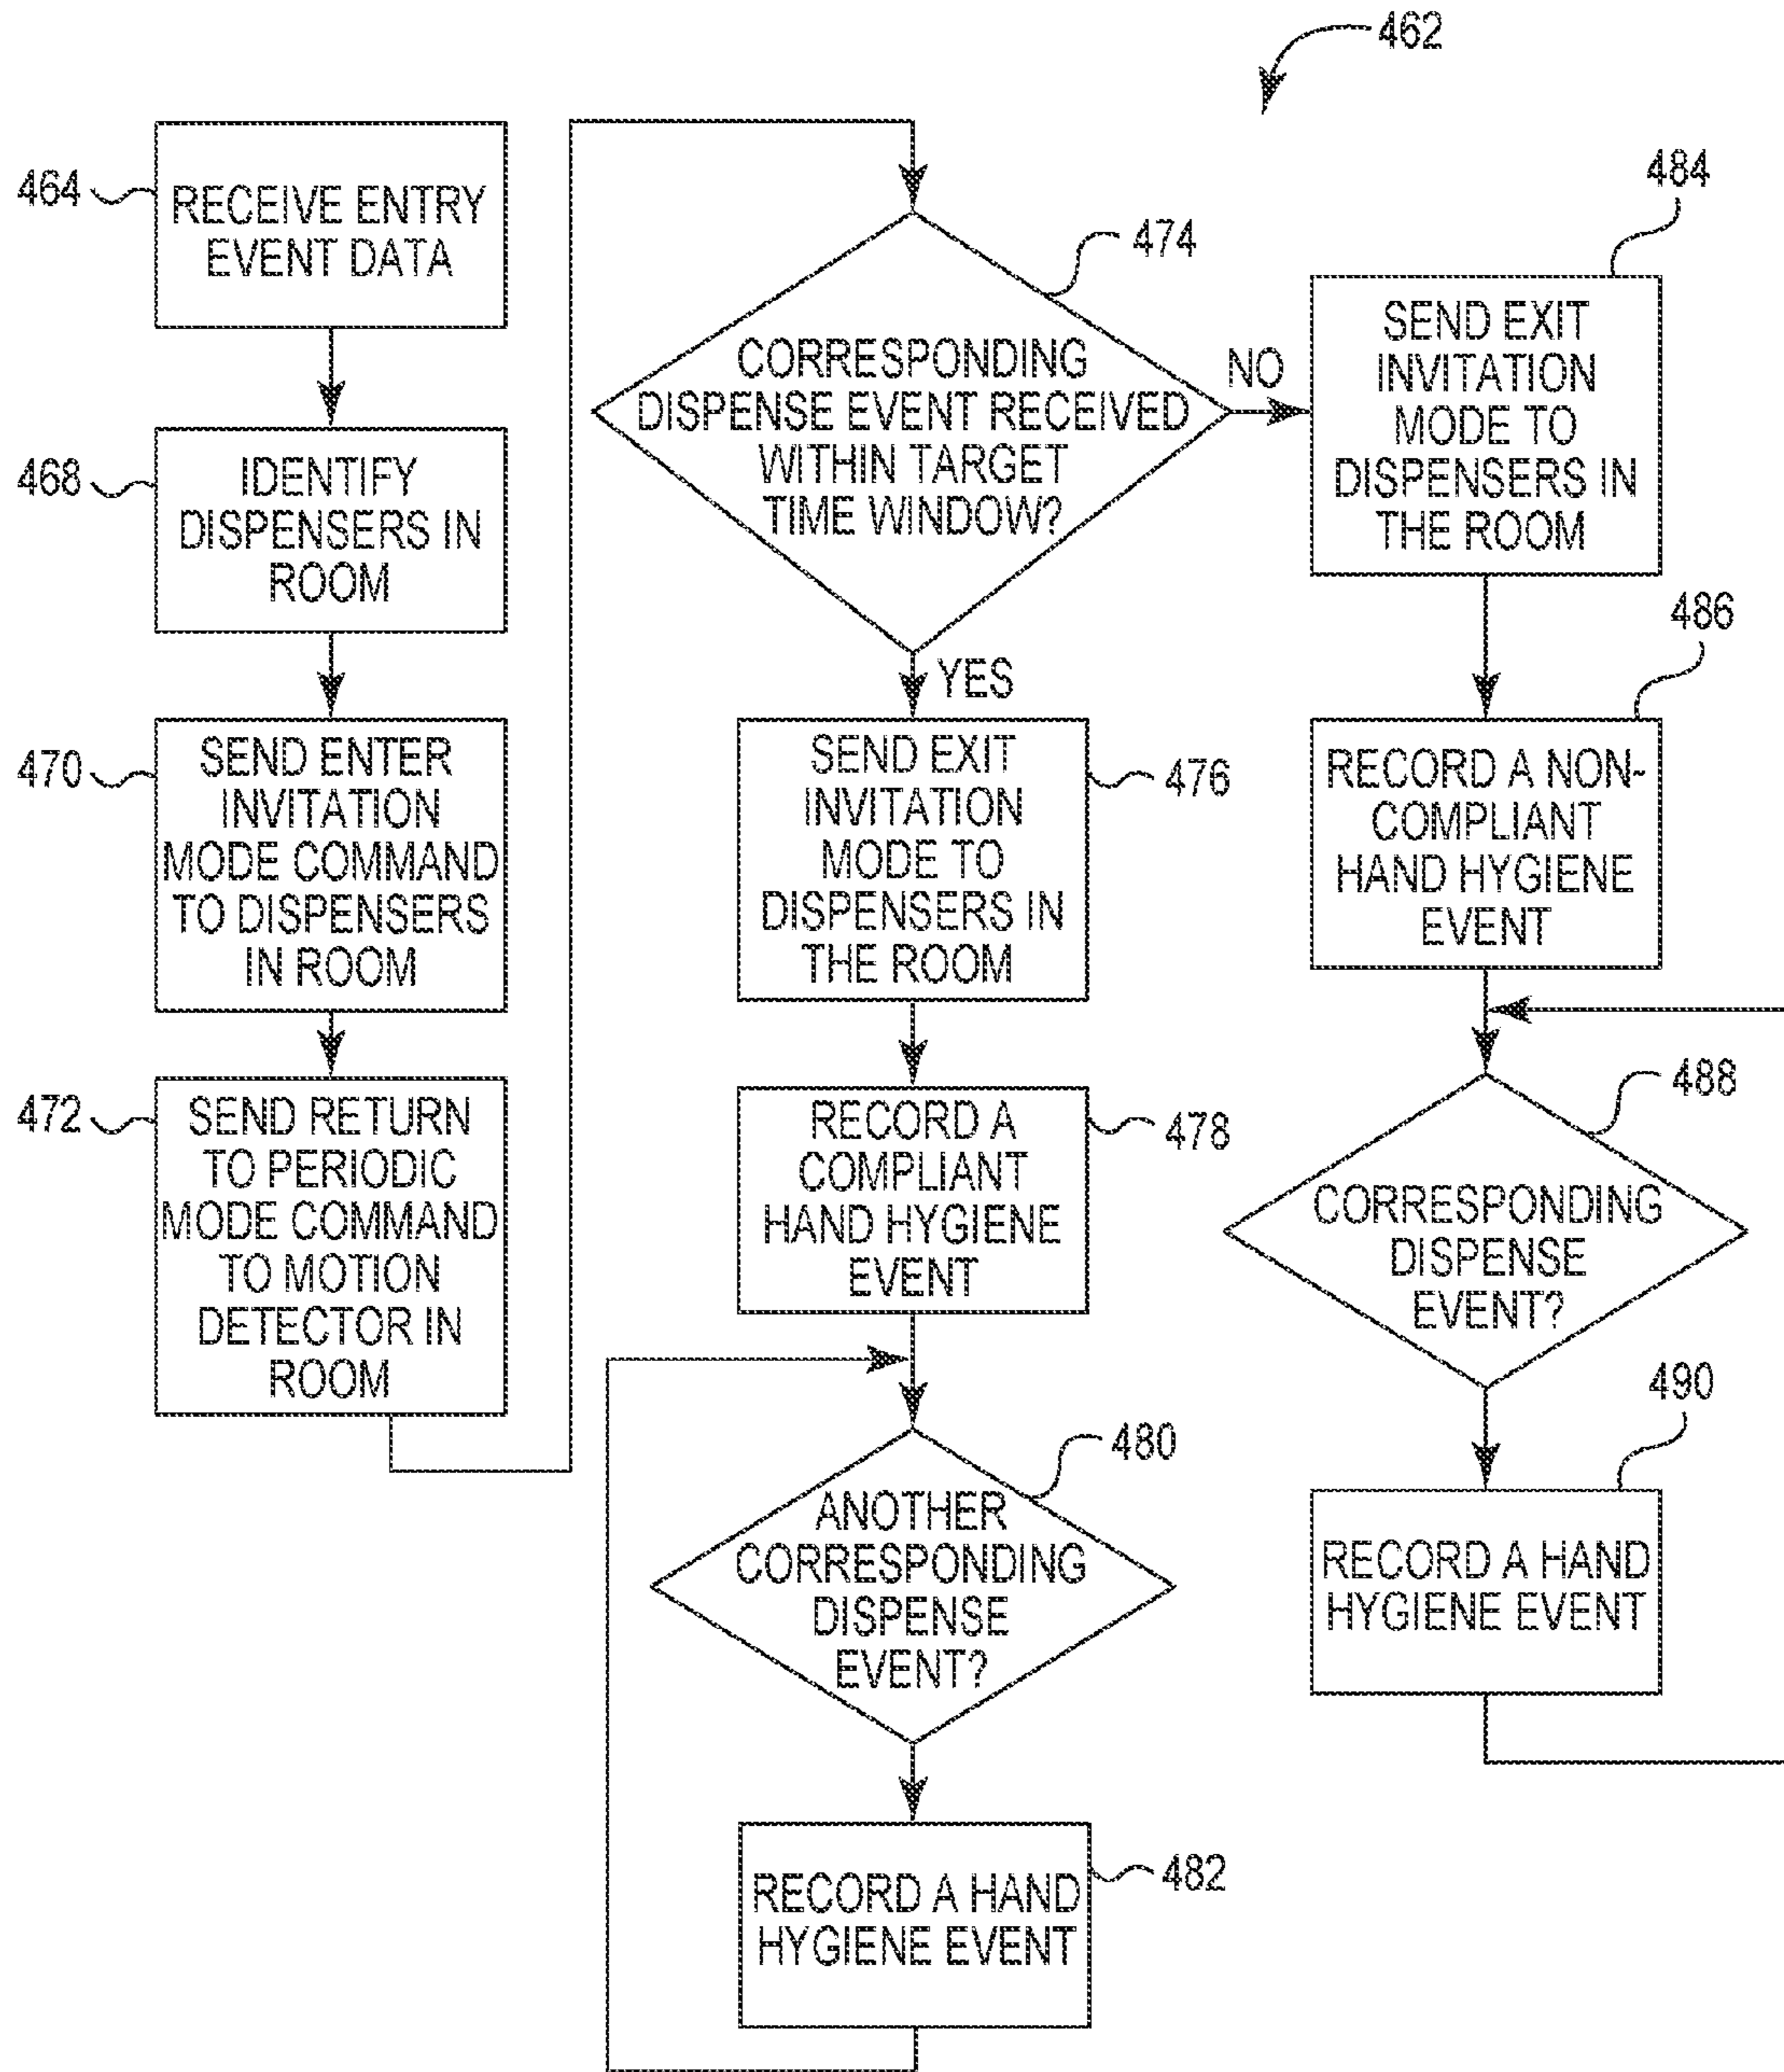 462
464
RECEIVE ENTRY
EVENT DATA
468
IDENTIFY
DISPENSERS IN
ROOM
470
SEND ENTER
INVITATION
MODE COMMAND
TO DISPENSERS
IN ROOM
472
SEND RETURN
TO PERIODIC
MODE COMMAND
TO MOTION
DETECTOR IN
ROOM
474
CORRESPONDING
DISPENSE EVENT RECEIVED
WITHIN TARGET
TIME WINDOW?
NO
YES
SEND EXIT
INVITATION
MODE TO
DISPENSERS IN
THE ROOM
476
RECORD A
COMPLIANT
HAND HYGIENE
EVENT
478
480
ANOTHER
CORRESPONDING
DISPENSE
EVENT?
RECORD A HAND
HYGIENE EVENT
482
484
SEND EXIT
INVITATION
MODE TO
DISPENSERS IN
THE ROOM
486
RECORD A NON-
COMPLIANT
HAND HYGIENE
EVENT
488
CORRESPONDING
DISPENSE
EVENT?
490
RECORD A HAND
HYGIENE EVENT